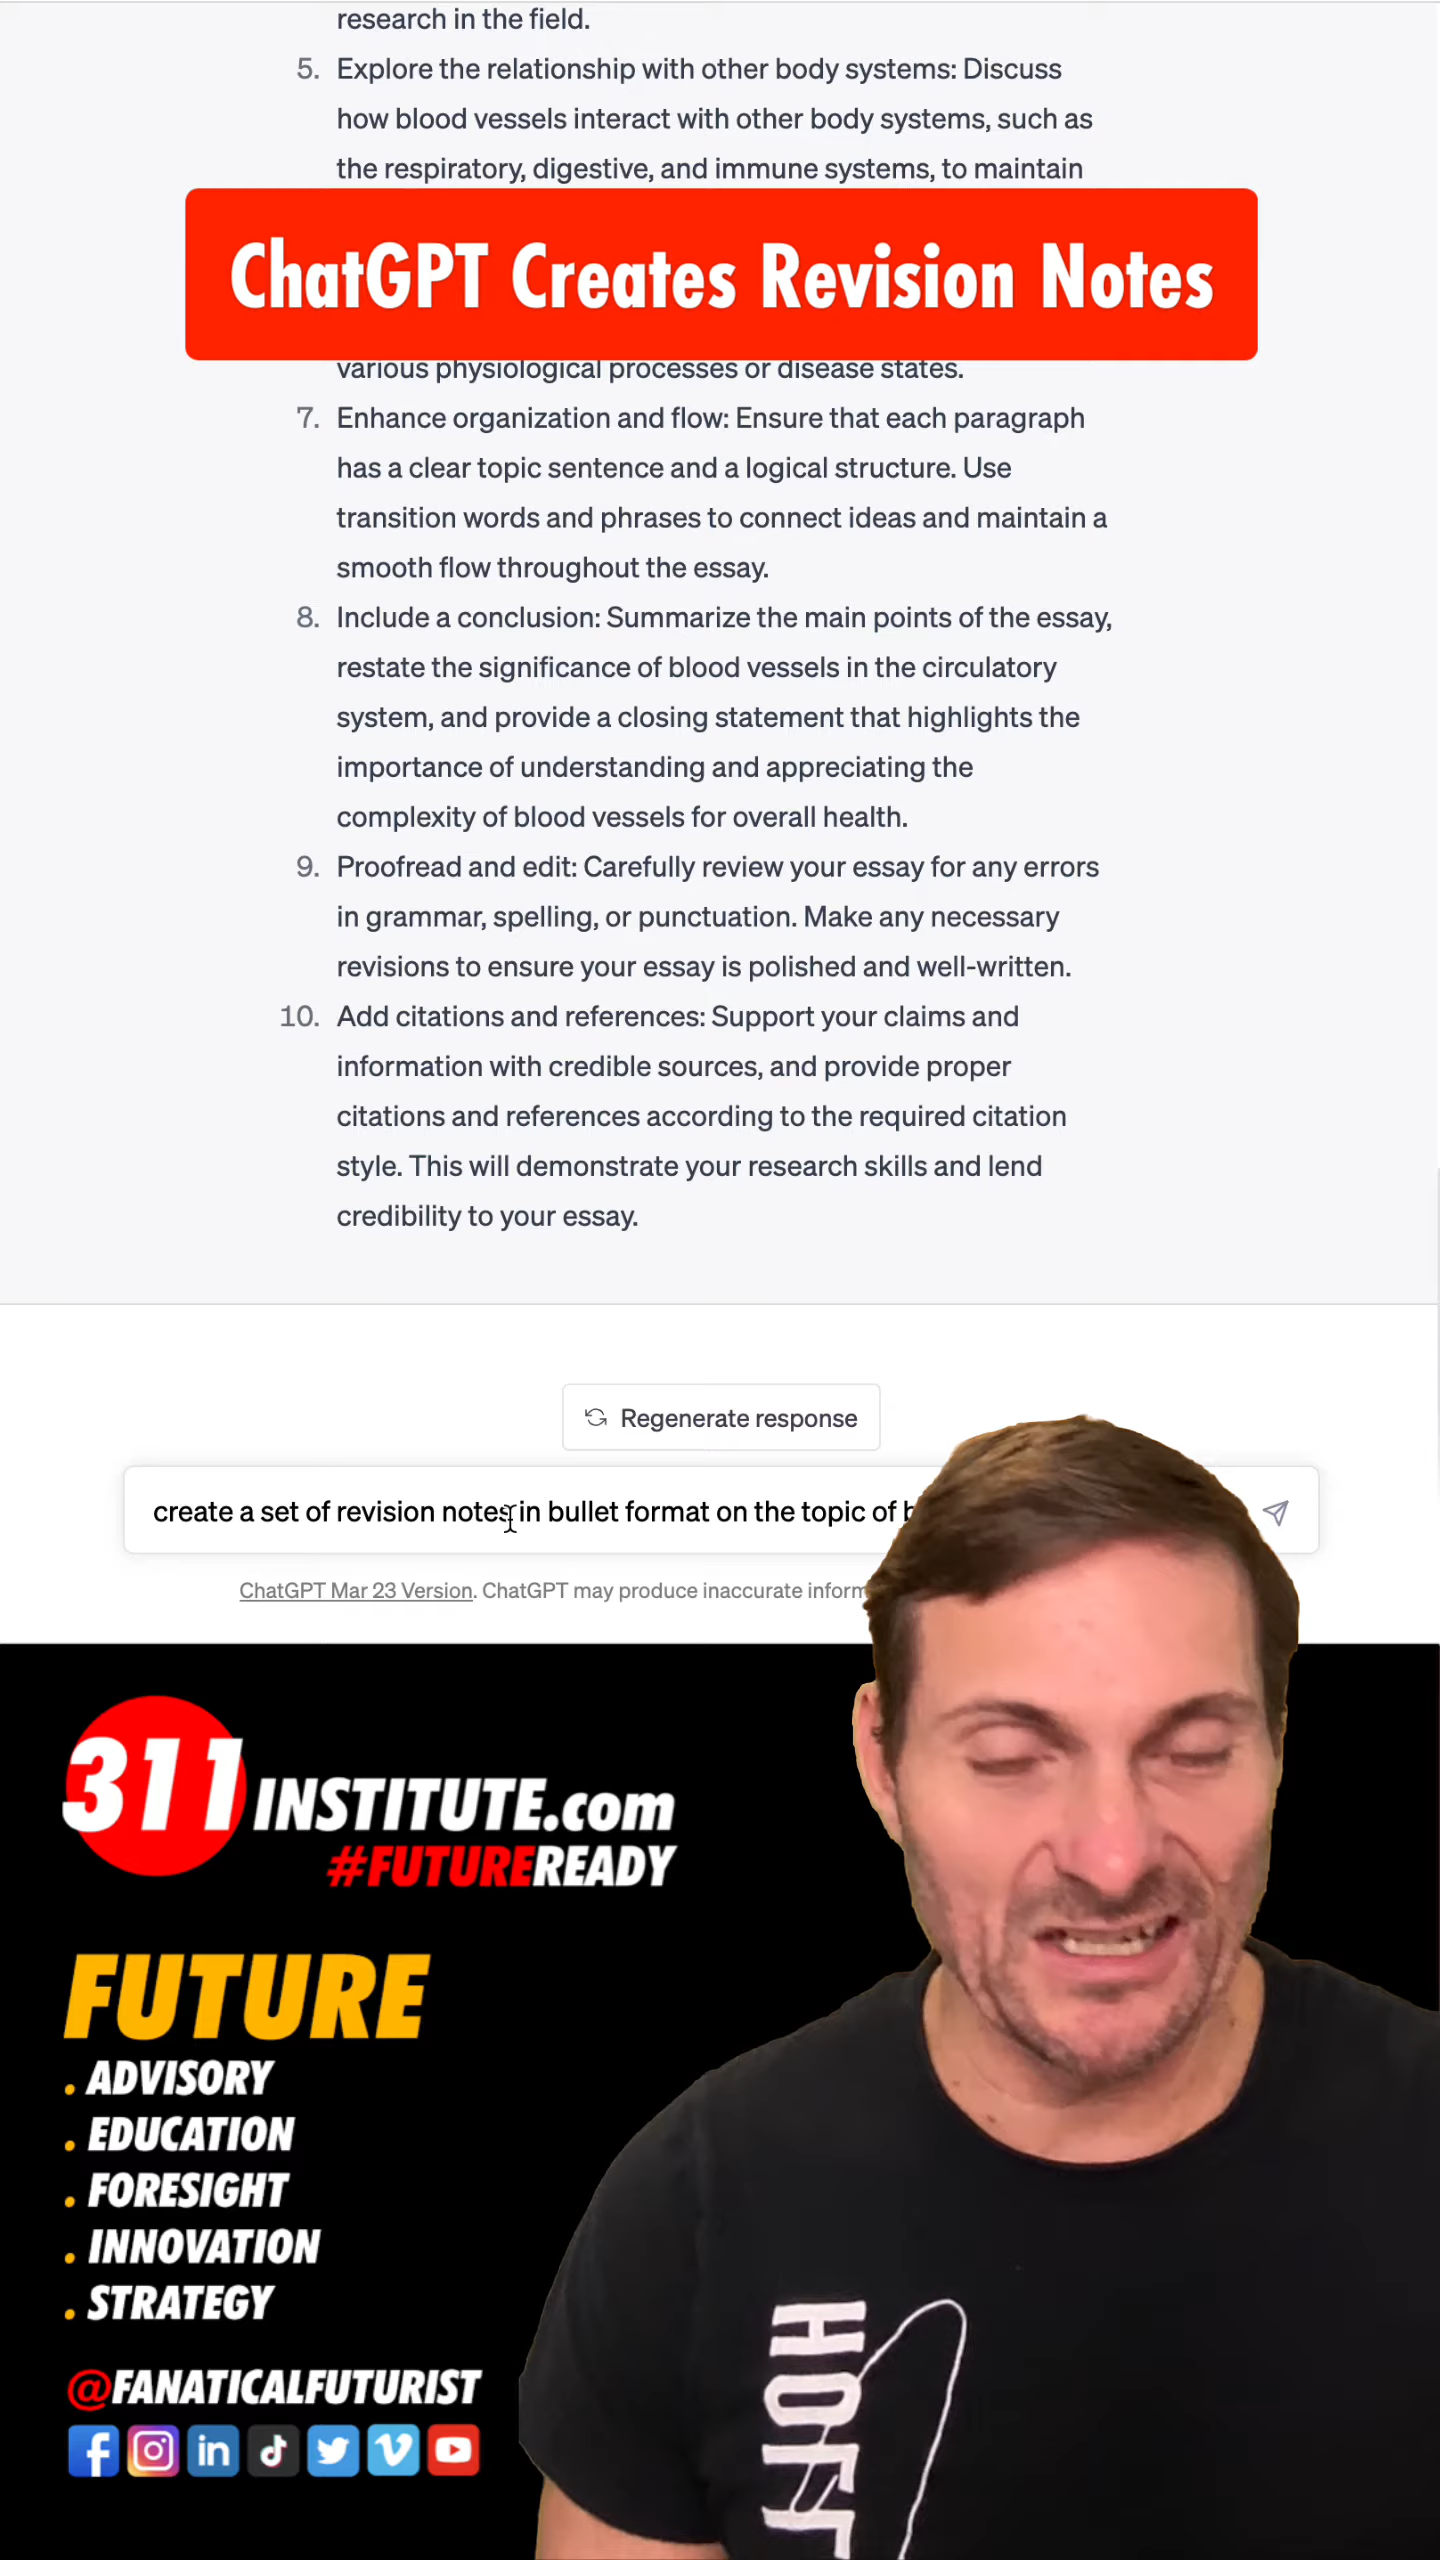 research in the field.
5. Explore the relationship with other body systems: Discuss
how blood vessels interact with other body systems, such as
the respiratory, digestive, and immune systems, to maintain
ChatGPT Creates Revision Notes
various physiological processes or disease states.
7. Enhance organization and flow: Ensure that each paragraph
has a clear topic sentence and a logical structure. Use
transition words and phrases to connect ideas and maintain a
smooth flow throughout the essay.
8. Include a conclusion: Summarize the main points of the essay,
restate the significance of blood vessels in the circulatory
system, and provide a closing statement that highlights the
importance of understanding and appreciating the
complexity of blood vessels for overall health.
9. Proofread and edit: Carefully review your essay for any errors
in grammar, spelling, or punctuation. Make any necessary
revisions to ensure your essay is polished and well-written.
10. Add citations and references: Support your claims and
information with credible sources, and provide proper
citations and references according to the required citation
style. This will demonstrate your research skills and lend
credibility to your essay.
Regenerate response
create a set of revision notes in bullet format on the topic of
ChatGPT Mar 23 Version. ChatGPT may produce inaccurate
311 INSTITUTE.com
#FUTUREREADY
FUTURE
. ADVISORY
. EDUCATION
. FORESIGHT
. INNOVATION
. STRATEGY
@FANATICALFUTURIST